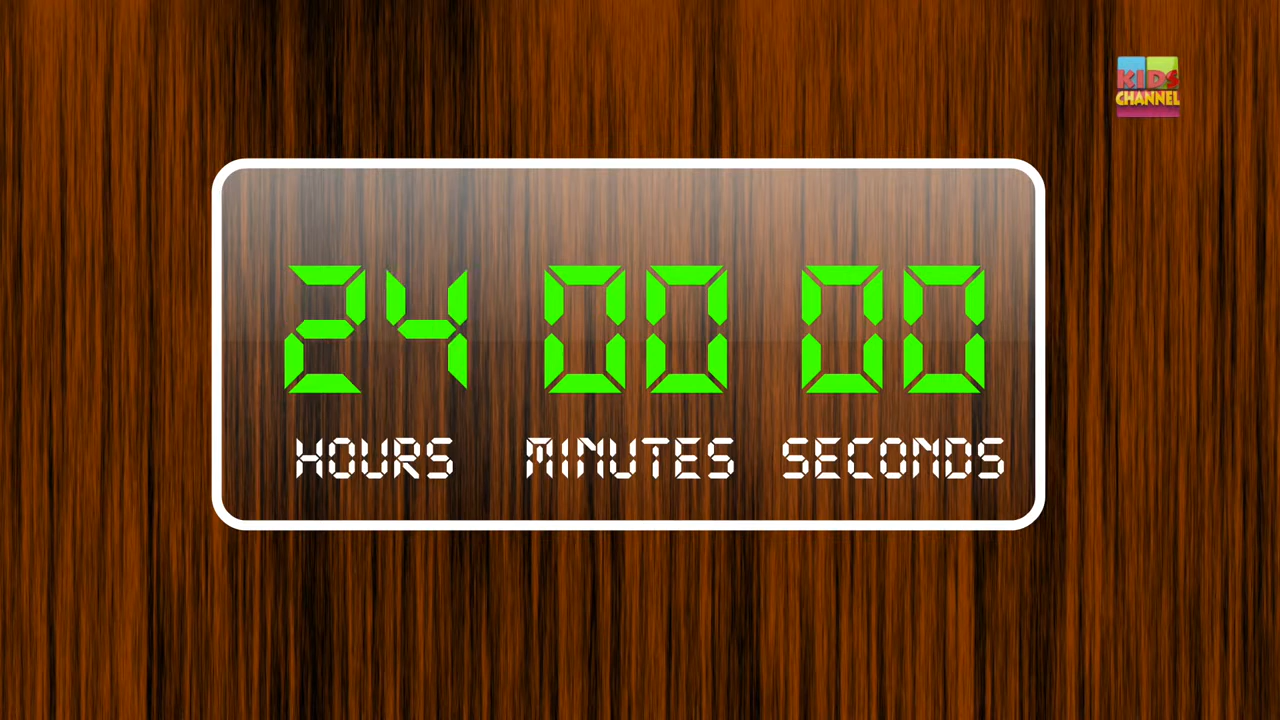 KIDS
CHANNEL
24 00 00
HOURS MINUTES SECONDS